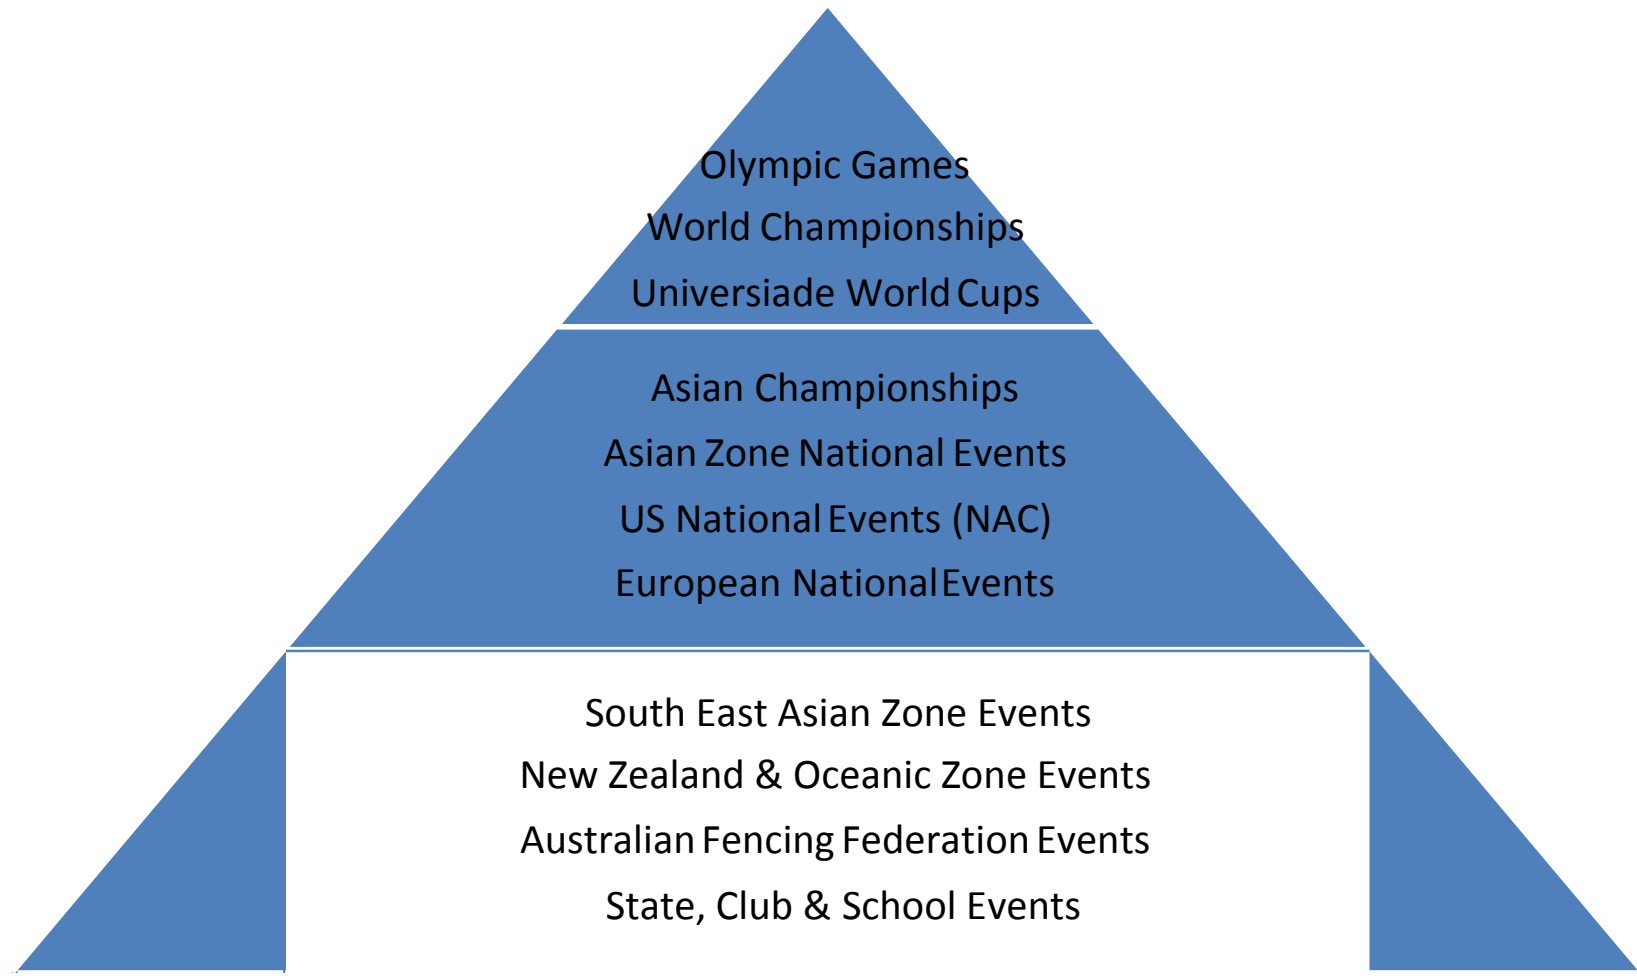 Olympic Games
World Championships
Universiade World Cups
Asian Championships
Asian Zone National Events
US National Events (NAC)
European National Events
South East Asian Zone Events
New Zealand & Oceanic Zone Events
Australian Fencing Federation Events
State, Club & School Events